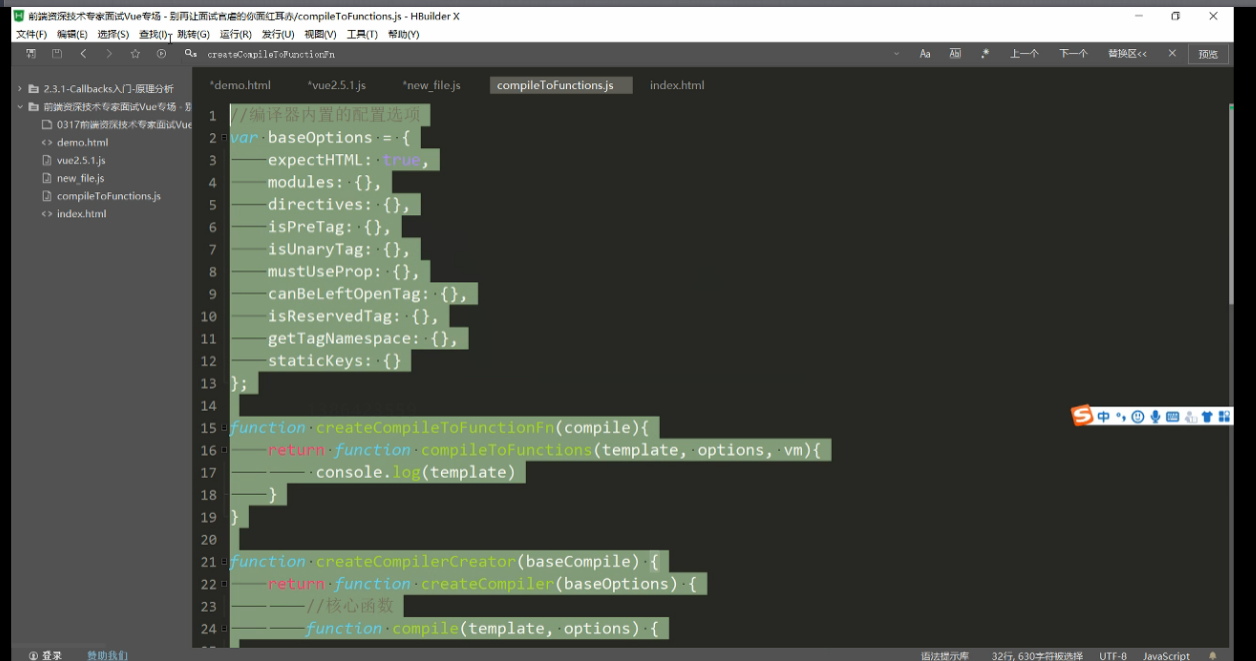 前端资深技术专家面试Vue专场 - 别再让面试官虐的你面红耳赤/compileToFunctions.js - HBuilder X
文件(F) 编辑(E) 选择(S) 查找(I) 跳转(G) 运行(R) 发行(U) 视图(V) 工具(T) 帮助(Y)
createCompileToFunctionFn Aa 上一个 下一个 替换区<< 预览
2.3.1-Callbacks入门-原理分析
前端资深技术专家面试Vue专场 - 别
0317前端资深技术专家面试Vue
<> demo.html
vue2.5.1.js
new_file.js
compileToFunctions.js
<> index.html
*demo.html *vue2.5.1.js *new_file.js compileToFunctions.js index.html
1 //编译器内置的配置选项
2 var baseOptions = {
3 expectHTML: true,
4 modules: {},
5 directives: {},
6 isPreTag: {},
7 isUnaryTag: {},
8 mustUseProp: {},
9 canBeLeftOpenTag: {},
10 isReservedTag: {},
11 getTagNamespace: {},
12 staticKeys: {}
13 };
14
15 function createCompileToFunctionFn(compile){
16 return function compileToFunctions(template, options, vm){
17 console.log(template)
18 }
19 }
20
21 function createCompilerCreator(baseCompile) {
22 return function createCompiler(baseOptions) {
23 //核心函数
24 function compile(template, options) {
中
登录 赞助我们 语法提示库 32行, 630字符被选择 UTF-8 JavaScript